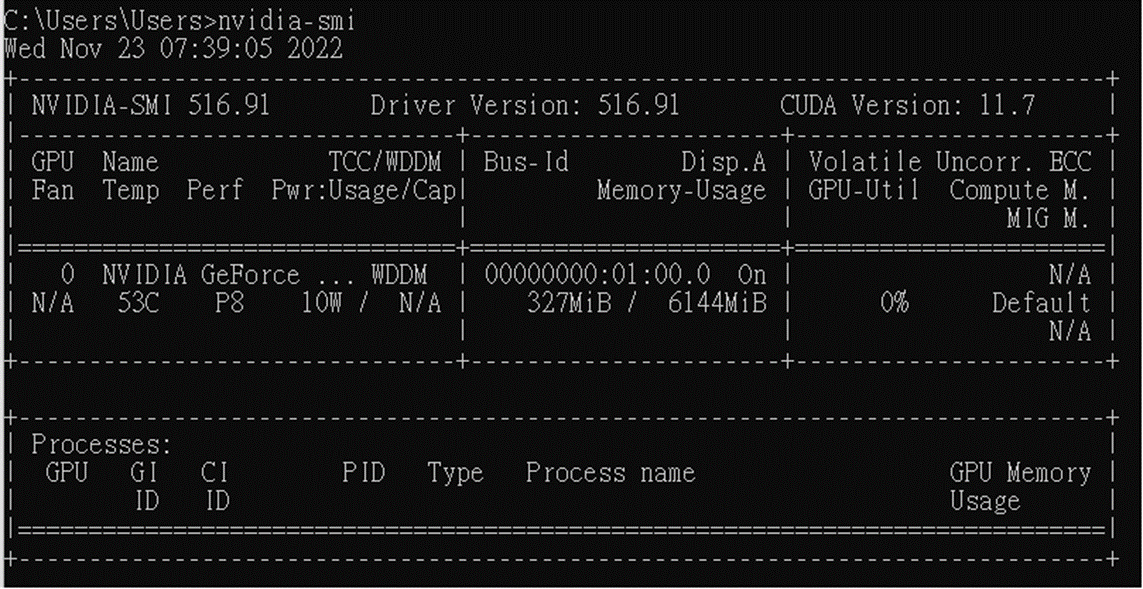 C:\Users\Users>nvidia-smi
Wed Nov 23 07:39:05 2022
+-----------------------------------------------------------------------------+
| NVIDIA-SMI 516.91       Driver Version: 516.91       CUDA Version: 11.7     |
|-------------------------------+----------------------+----------------------+
| GPU  Name            TCC/WDDM | Bus-Id        Disp.A | Volatile Uncorr. ECC |
| Fan  Temp  Perf  Pwr:Usage/Cap|         Memory-Usage | GPU-Util  Compute M. |
|                               |                      |               MIG M. |
|===============================+======================+======================|
|   0  NVIDIA GeForce ... WDDM  | 00000000:01:00.0  On |                  N/A |
| N/A   53C    P8    10W /  N/A |    327MiB /  6144MiB |      0%      Default |
|                               |                      |                  N/A |
+-------------------------------+----------------------+----------------------+
+-----------------------------------------------------------------------------+
| Processes:                                                                  |
|  GPU   GI   CI        PID   Type   Process name                  GPU Memory |
|        ID   ID                                                   Usage      |
|=============================================================================|
+-----------------------------------------------------------------------------+